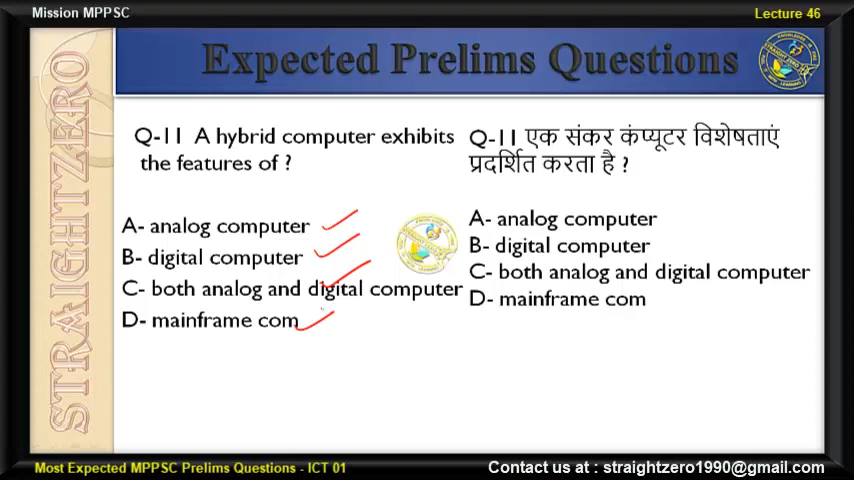 Mission MPPSC
Lecture 46
Expected Prelims Questions
STRAIGHTZERO
Q-11 A hybrid computer exhibits
the features of ?
A- analog computer
B- digital computer
C- both analog and digital computer
D- mainframe com
Q-11 एक संकर कंप्यूटर विशेषताएं
प्रदर्शित करता है ?
A- analog computer
B- digital computer
C- both analog and digital computer
D- mainframe com
Most Expected MPPSC Prelims Questions - ICT 01
Contact us at : straightzero1990@gmail.com